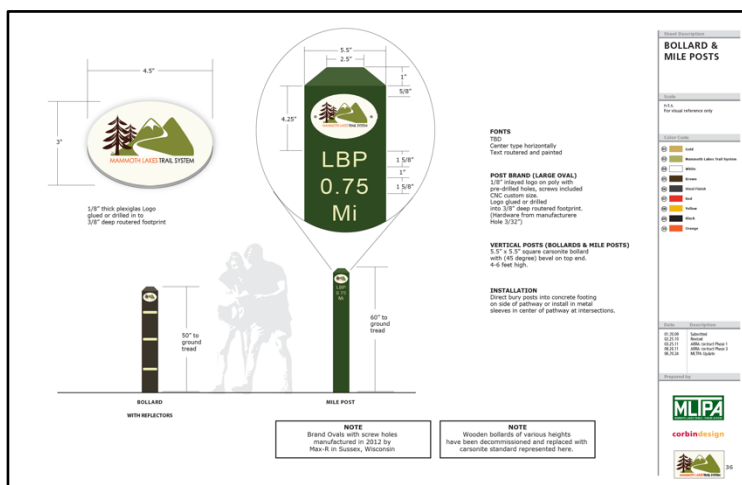 4.5"
3"
MAMMOTH LAKES TRAIL SYSTEM
1/8" thick plexiglas Logo
glued or drilled in to
3/8" deep routered footprint
5.5"
2.5"
1"
5/8"
4.25"
1 5/8"
1"
1 5/8"
LBP
0.75
Mi
50" to
ground
tread
LBP
0.75
Mi
60" to
ground
tread
BOLLARD
WITH REFLECTORS
MILE POST
FONTS
TBD
Center type horizontally
Text routered and painted
POST BRAND (LARGE OVAL)
1/8" inlayed logo on poly with
pre-drilled holes, screws included
CNC custom size.
Logo glued or drilled
into 3/8" deep routered footprint.
(Hardware from manufacturere
Hole 3/32")
VERTICAL POSTS (BOLLARDS & MILE POSTS)
5.5" x 5.5" square carsonite bollard
with (45 degree) bevel on top end.
4-6 feet high.
INSTALLATION
Direct bury posts into concrete footing
on side of pathway or install in metal
sleeves in center of pathway at intersections.
NOTE
Brand Ovals with screw holes
manufactured in 2012 by
Max-R in Sussex, Wisconsin
NOTE
Wooden bollards of various heights
have been decommissioned and replaced with
carsonite standard represented here.
Sheet Description
BOLLARD &
MILE POSTS
Scale
N.T.S.
For visual reference only
Color Code
Gold
Mammoth Lakes Trail System
White
Brown
Steel Finish
Red
Yellow
Black
Orange
Date Description
Submitted
Revised
ARRA contact Phase 1
ARRA contact Phase 2
MLTPA Update
Prepared by
MLTPA
corbindesign
36